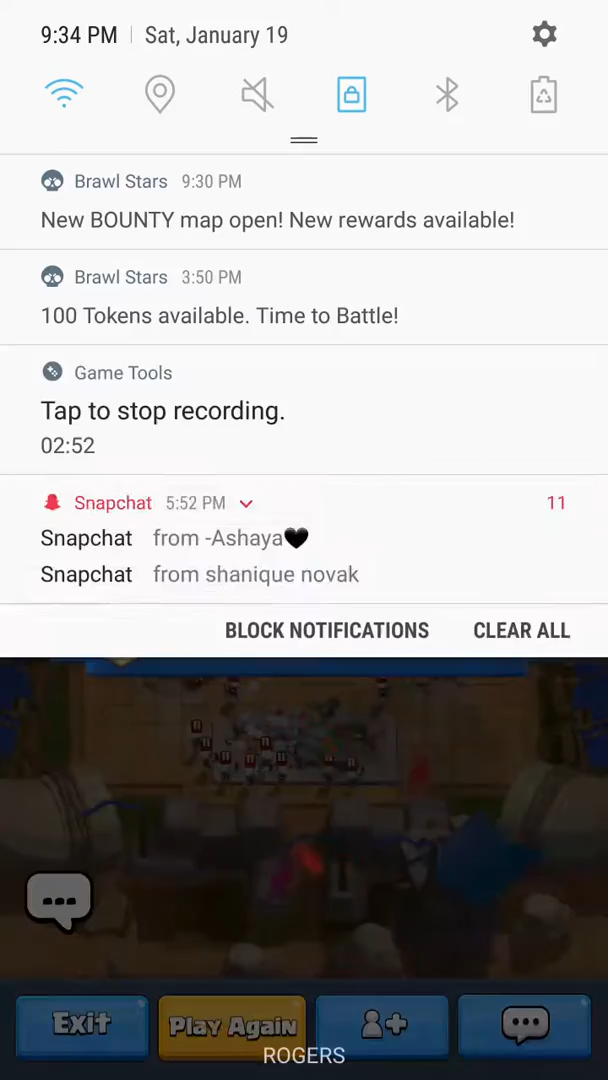 9:34 PM | Sat, January 19
Brawl Stars 9:30 PM
New BOUNTY map open! New rewards available!
Brawl Stars 3:50 PM
100 Tokens available. Time to Battle!
Game Tools
Tap to stop recording.
02:52
Snapchat 5:52 PM 11
Snapchat from -Ashaya🖤
Snapchat from shanique novak
BLOCK NOTIFICATIONS CLEAR ALL
Exit Play Again
ROGERS